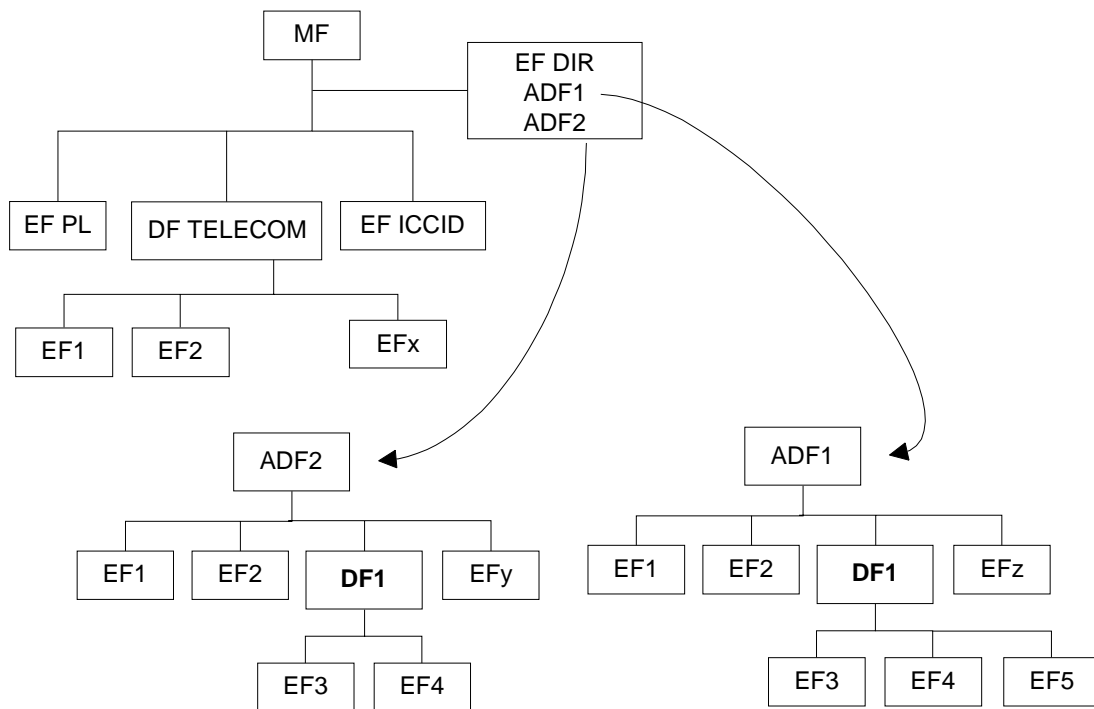 MF
EF DIR
ADF1
ADF2
EF PL
DF TELECOM
EF ICCID
EF1
EF2
EFx
ADF2
ADF1
EF1
EF2
DF1
EFy
EF1
EF2
DF1
EFz
EF3
EF4
EF3
EF4
EF5